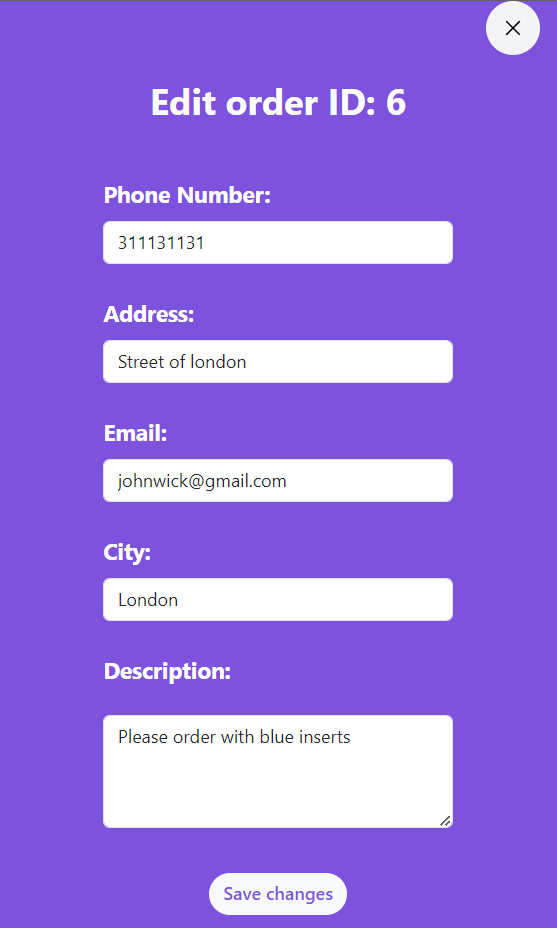 Edit order ID: 6
Phone Number:
311131131
Address:
Street of london
Email:
johnwick@gmail.com
City:
London
Description:
Please order with blue inserts
Save changes